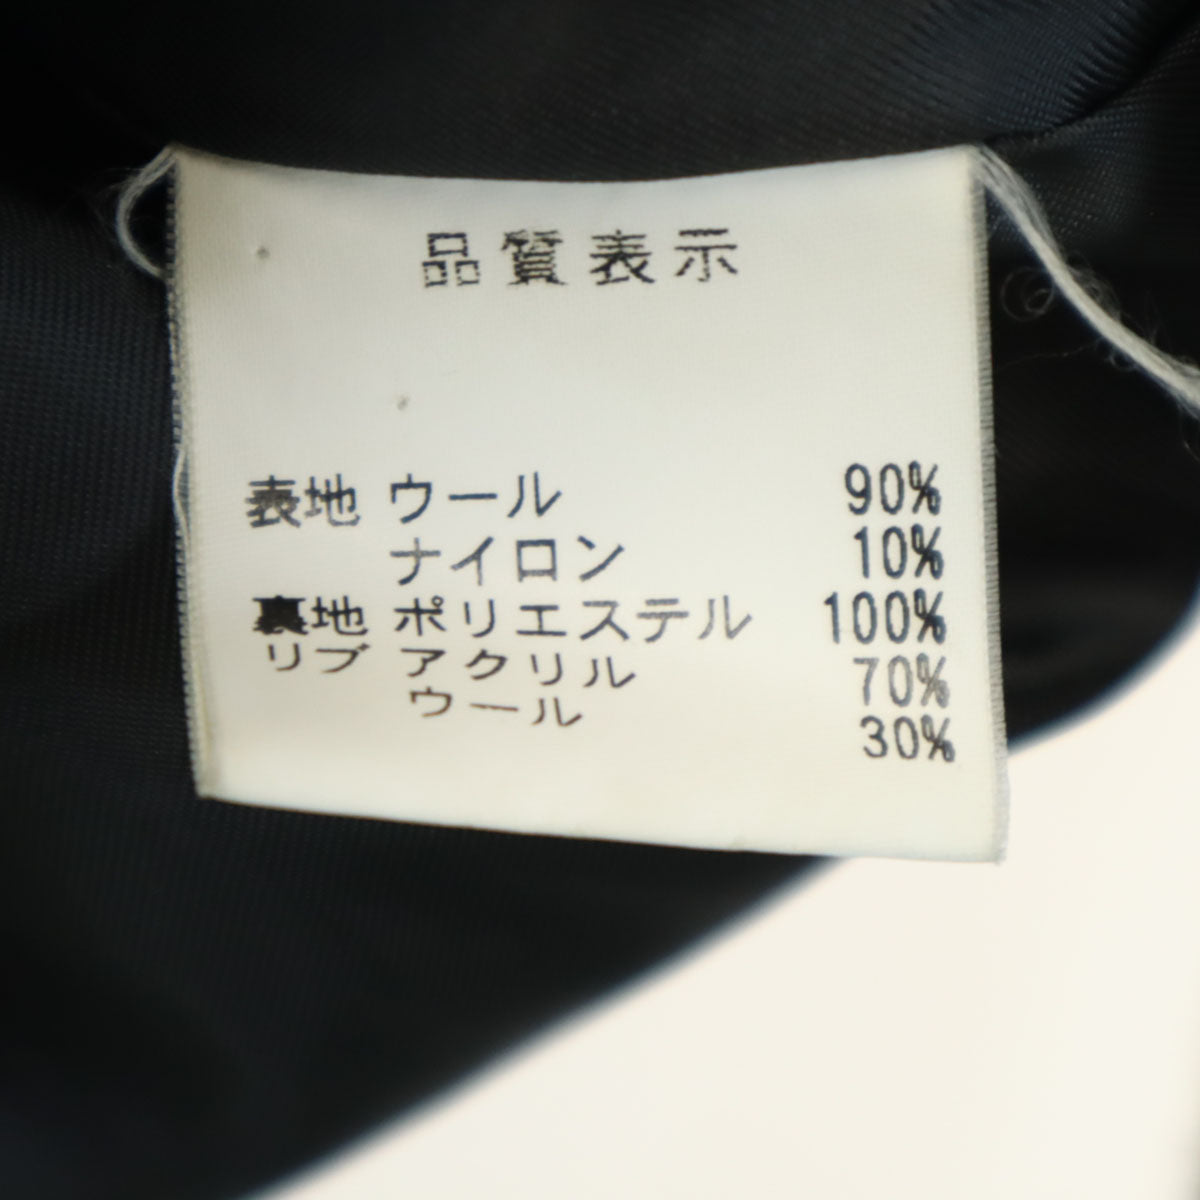 品質表示
表地 ウール 90%
ナイロン 10%
裏地 ポリエステル 100%
リブ アクリル 70%
ウール 30%